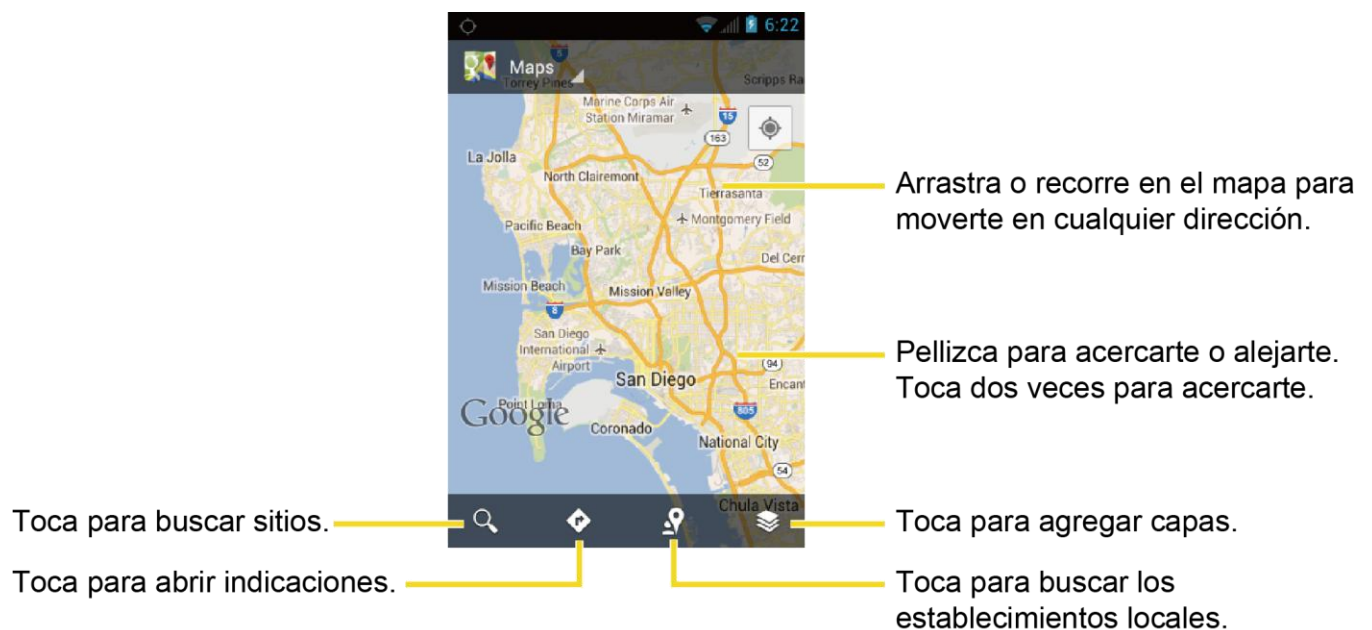 6:22
Maps
5
Torrey Pines
Scripps Ra
Marine Corps Air
Station Miramar
15
163
La Jolla
52
North Clairemont
Tierrasanta
Arrastra o recorre en el mapa para
moverte en cualquier dirección.
Montgomery Field
Pacific Beach
Bay Park
Del Cerr
Mission Beach
Mission Valley
8
San Diego
International
Airport
Pellizca para acercarte o alejarte.
Toca dos veces para acercarte.
94
San Diego
Encant
Point Loma
Google
805
Coronado
National City
54
Chula Vista
Toca para buscar sitios.
Toca para agregar capas.
Toca para abrir indicaciones.
Toca para buscar los
establecimientos locales.